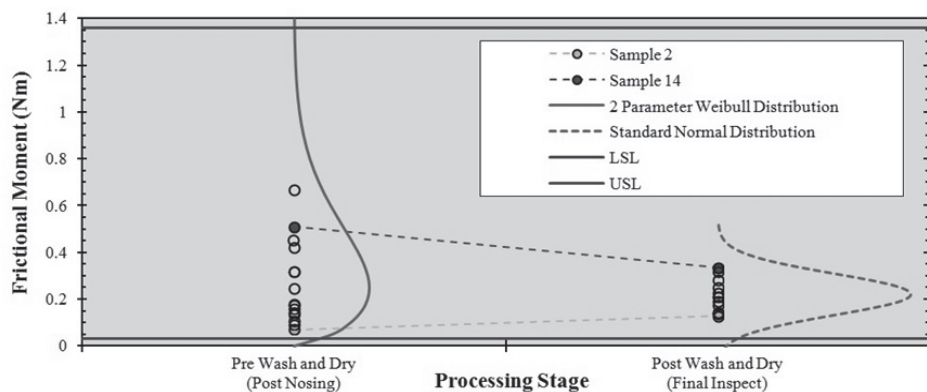 1.4
1.2
1
0.8
0.6
0.4
0.2
0
Frictional Moment (Nm)
Sample 2
Sample 14
2 Parameter Weibull Distribution
Standard Normal Distribution
LSL
USL
Pre Wash and Dry
(Post Nosing)
Post Wash and Dry
(Final Inspect)
Processing Stage